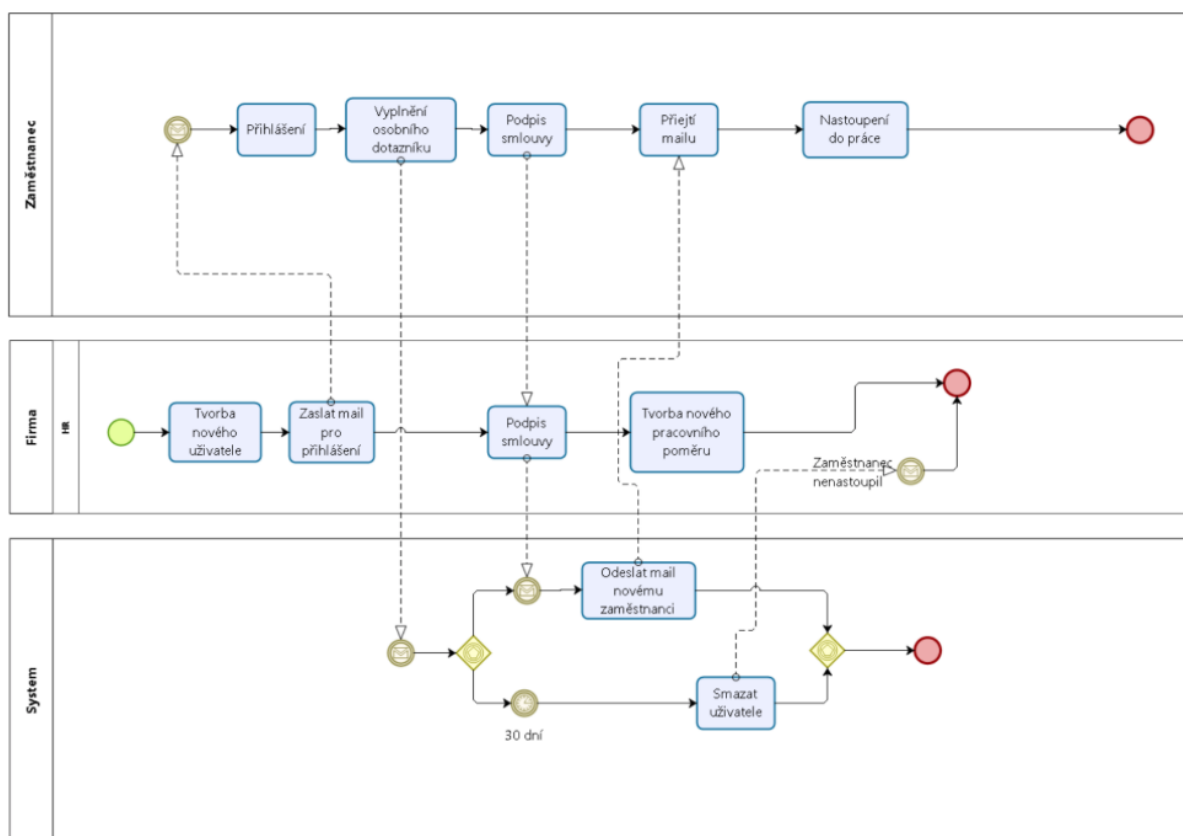 Zaměstnanec
Přihlášení
Vyplnění
osobního
dotazníku
Podpis
smlouvy
Přiejtí
mailu
Nastoupení
do práce
Firma
HR
Tvorba
nového
uživatele
Zaslat mail
pro
přihlášení
Podpis
smlouvy
Tvorba nového
pracovního
poměru
Zaměstnanec
nenastoupil
System
Odeslat mail
novému
zaměstnanci
30 dní
Smazat
uživatele